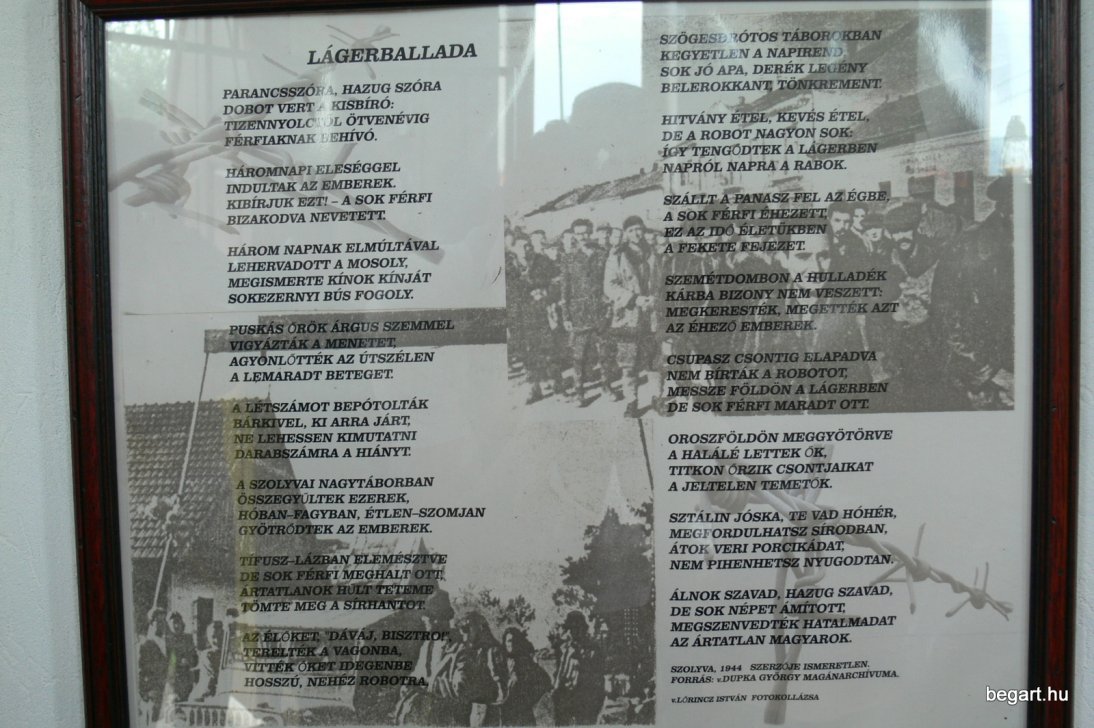 LÁGERBALLADA
PARANCSSZÓRA, HAZUG SZÓRA
DOBOT VERT A KISBÍRÓ:
TIZENNYOLCTÓL ÖTVENÉVIG
FÉRFIAKNAK BEHÍVÓ.
HÁROMNAPI ELESÉGGEL
INDULTAK AZ EMBEREK.
KIBÍRJUK EZT! – A SOK FÉRFI
BIZAKODVA NEVETETT.
HÁROM NAPNAK ELMÚLTÁVAL
LEHERVADOTT A MOSOLY,
MEGISMERTE KÍNOK KÍNJÁT
SOKEZERNYI BÚS FOGOLY.
PUSKÁS ŐRÖK ÁRGUS SZEMMEL
VIGYÁZTÁK A MENETET,
AGYONLŐTTÉK AZ ÚTSZÉLEN
A LEMARADT BETEGET.
A LÉTSZÁMOT BEPÓTOLTÁK
BÁRKIVEL, KI ARRA JÁRT,
NE LEHESSEN KIMUTATNI
DARABSZÁMRA A HIÁNYT.
A SZOLYVAI NAGYTÁBORBAN
ÖSSZEGYŰLTEK EZEREK,
HÓBAN–FAGYBAN, ÉTLEN–SZOMJAN
GYÖTRŐDTEK AZ EMBEREK.
TÍFUSZ–LÁZBAN ELEMÉSZTVE
DE SOK FÉRFI MEGHALT OTT,
ÁRTATLANOK HŰLT TETEME
TÖMTE MEG A SÍRHANTOT.
AZ ÉLŐKET, "DÁVÁJ, BISZTRO!",
TERELTÉK A VAGONBA,
VITTÉK ŐKET IDEGENBE
HOSSZÚ, NEHÉZ ROBOTRA,
SZÖGESDRÓTOS TÁBOROKBAN
KEGYETLEN A NAPIREND,
SOK JÓ APA, DERÉK LEGÉNY
BELEROKKANT, TÖNKREMENT.
HITVÁNY ÉTEL, KEVÉS ÉTEL,
DE A ROBOT NAGYON SOK:
ÍGY TENGŐDTEK A LÁGERBEN
NAPRÓL NAPRA A RABOK.
SZÁLLT A PANASZ FEL AZ ÉGBE,
A SOK FÉRFI ÉHEZETT,
EZ AZ IDŐ ÉLETÜKBEN
A FEKETE FEJEZET.
SZEMÉTDOMBON A HULLADÉK
KÁRBA BIZONY NEM VESZETT:
MEGKERESTÉK, MEGETTÉK AZT
AZ ÉHEZŐ EMBEREK.
CSUPASZ CSONTIG ELAPADVA
NEM BÍRTÁK A ROBOTOT,
MESSZE FÖLDÖN A LÁGERBEN
DE SOK FÉRFI MARADT OTT.
OROSZFÖLDÖN MEGGYÖTÖRVE
A HALÁLÉ LETTEK ŐK,
TITKON ŐRZIK CSONTJAIKAT
A JELTELEN TEMETŐK.
SZTÁLIN JÓSKA, TE VAD HÓHÉR,
MEGFORDULHATSZ SÍRODBAN,
ÁTOK VERI PORCIKÁDAT,
NEM PIHENHETSZ NYUGODTAN.
ÁLNOK SZAVAD, HAZUG SZAVAD,
DE SOK NÉPET ÁMÍTOTT,
MEGSZENVEDTÉK HATALMADAT
AZ ÁRTATLAN MAGYAROK.
SZOLYVA, 1944 SZERZŐJE ISMERETLEN.
FORRÁS: v.DUPKA GYÖRGY MAGÁNARCHÍVUMA.
v.LŐRINCZ ISTVÁN FOTOKOLLÁZSA
begart.hu